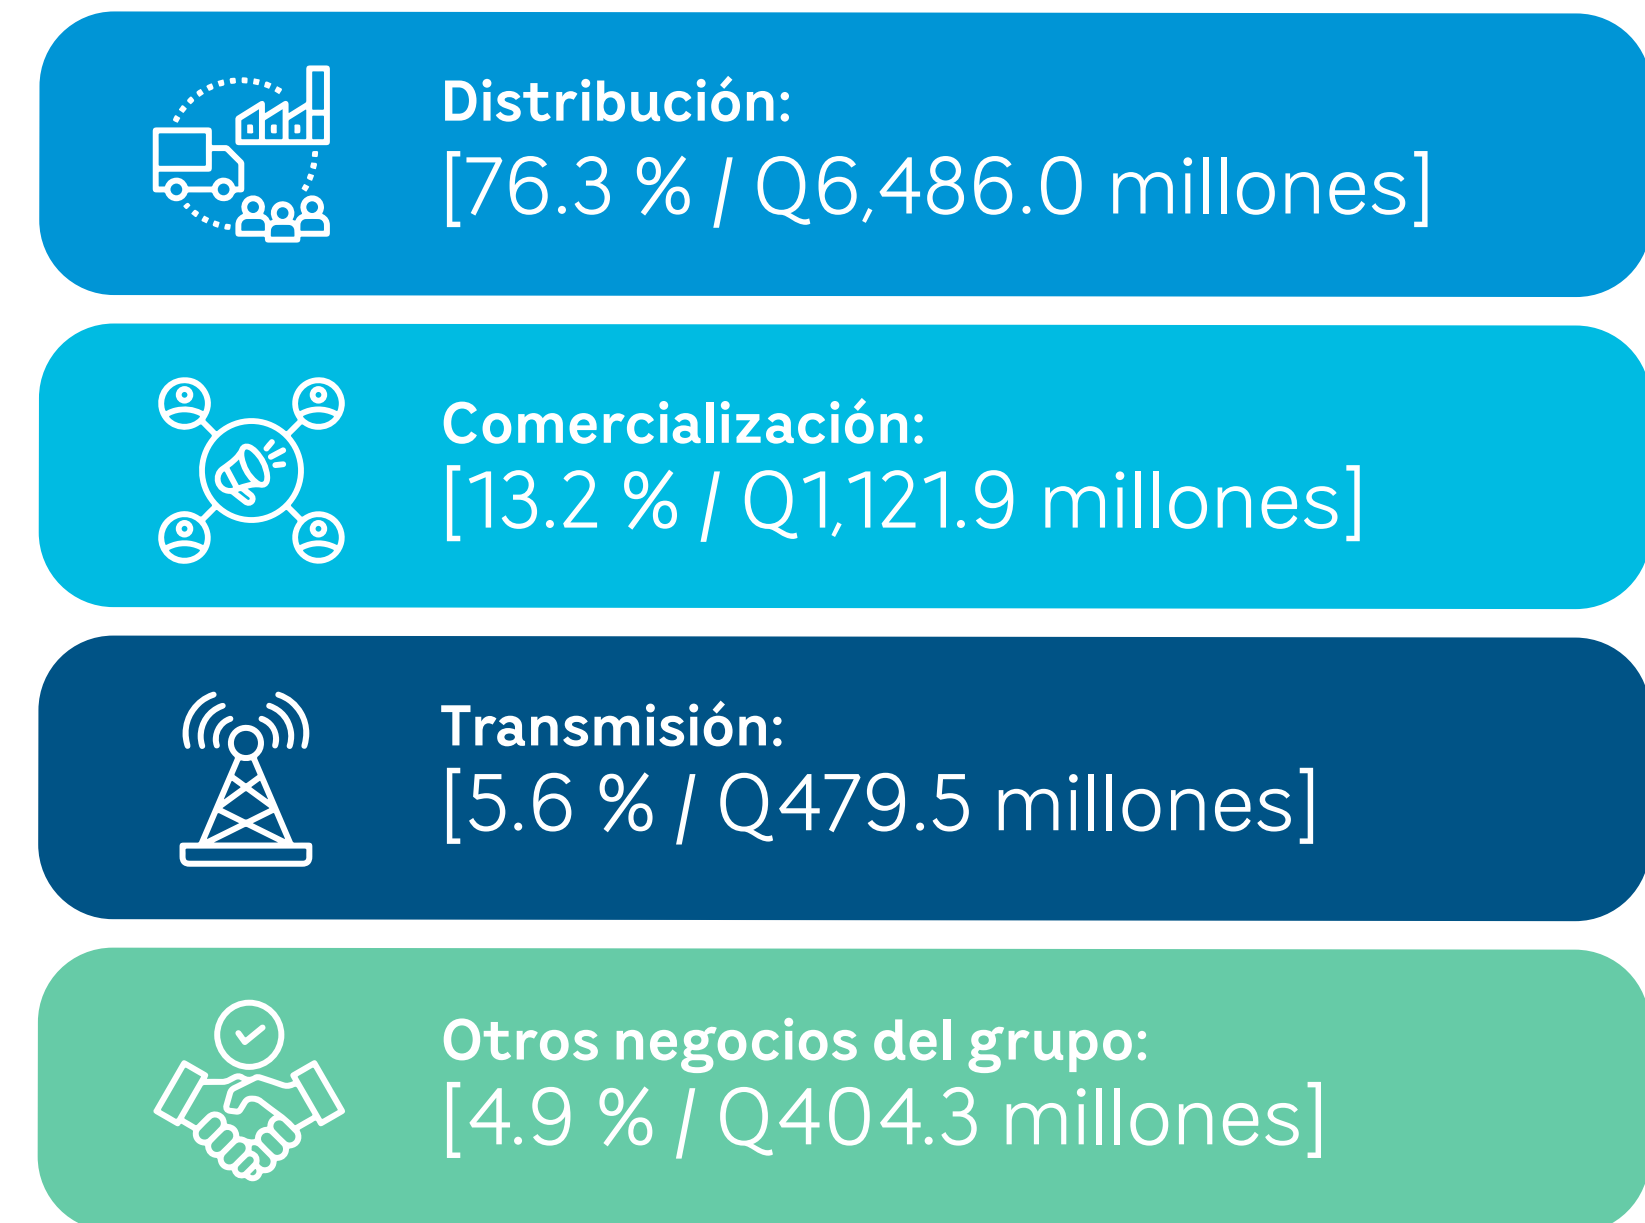 Distribución:
[76.3 % / Q6,486.0 millones]
Comercialización:
[13.2 % / Q1,121.9 millones]
Transmisión:
[5.6 % / Q479.5 millones]
Otros negocios del grupo:
[4.9 % / Q404.3 millones]